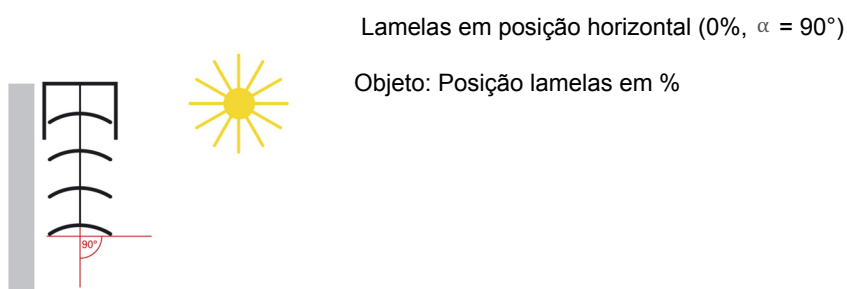 Lamelas em posição horizontal (0%, α = 90°)
Objeto: Posição lamelas em %
90°